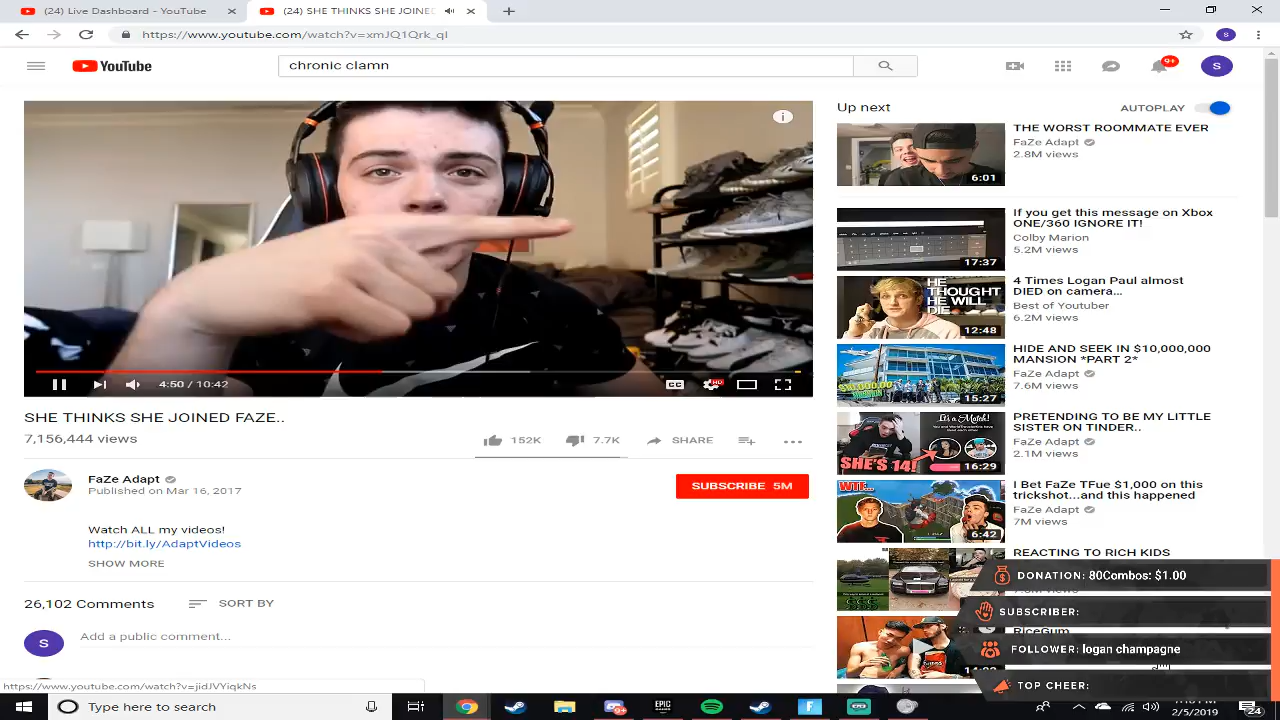 (24) Live Dashboard - YouTube
(24) SHE THINKS SHE JOINED
https://www.youtube.com/watch?v=xmJQ1Qrk_qI
YouTube
chronic clamn
9+
S
Up next
AUTOPLAY
THE WORST ROOMMATE EVER
FaZe Adapt
2.8M views
6:01
If you get this message on Xbox
ONE/360 IGNORE IT!
Colby Marion
5.2M views
17:37
4 Times Logan Paul almost
DIED on camera...
Best of Youtuber
6.2M views
HE
THOUGHT
HE WILL
DIE
12:48
HIDE AND SEEK IN $10,000,000
MANSION *PART 2*
FaZe Adapt
7.6M views
15:27
PRETENDING TO BE MY LITTLE
SISTER ON TINDER..
FaZe Adapt
2.1M views
It's a Match!
SHE'S 14!
16:29
I Bet FaZe TFue $1,000 on this
trickshot...and this happened
FaZe Adapt
7M views
WTF...
6:42
REACTING TO RICH KIDS
RiceGum
4:50 / 10:42
CC
HD
SHE THINKS SHE JOINED FAZE...
7,156,444 views
152K
7.7K
SHARE
FaZe Adapt
Published on Mar 16, 2017
SUBSCRIBE 5M
Watch ALL my videos!
http://bit.ly/AdaptVideos
SHOW MORE
26,102 Comments
SORT BY
S
Add a public comment...
https://www.youtube.com/watch?v=jidJVYiqkNs
DONATION: 80Combos: $1.00
SUBSCRIBER:
FOLLOWER: logan champagne
TOP CHEER:
Type here to search
EPIC
GAMES
2/5/2019
24